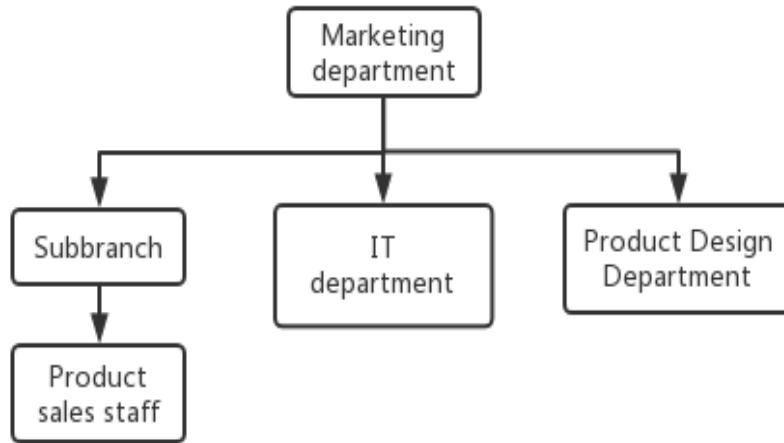 Marketing
department
Subbranch
IT
department
Product Design
Department
Product
sales staff